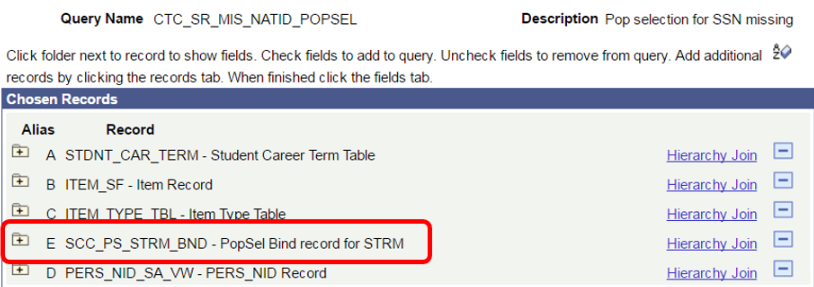 Query Name CTC_SR_MIS_NATID_POPSEL Description Pop selection for SSN missing
Click folder next to record to show fields. Check fields to add to query. Uncheck fields to remove from query. Add additional
records by clicking the records tab. When finished click the fields tab.
Chosen Records
Alias Record
A STDNT_CAR_TERM - Student Career Term Table Hierarchy Join
B ITEM_SF - Item Record Hierarchy Join
C ITEM_TYPE_TBL - Item Type Table Hierarchy Join
E SCC_PS_STRM_BND - PopSel Bind record for STRM Hierarchy Join
D PERS_NID_SA_VW - PERS_NID Record Hierarchy Join